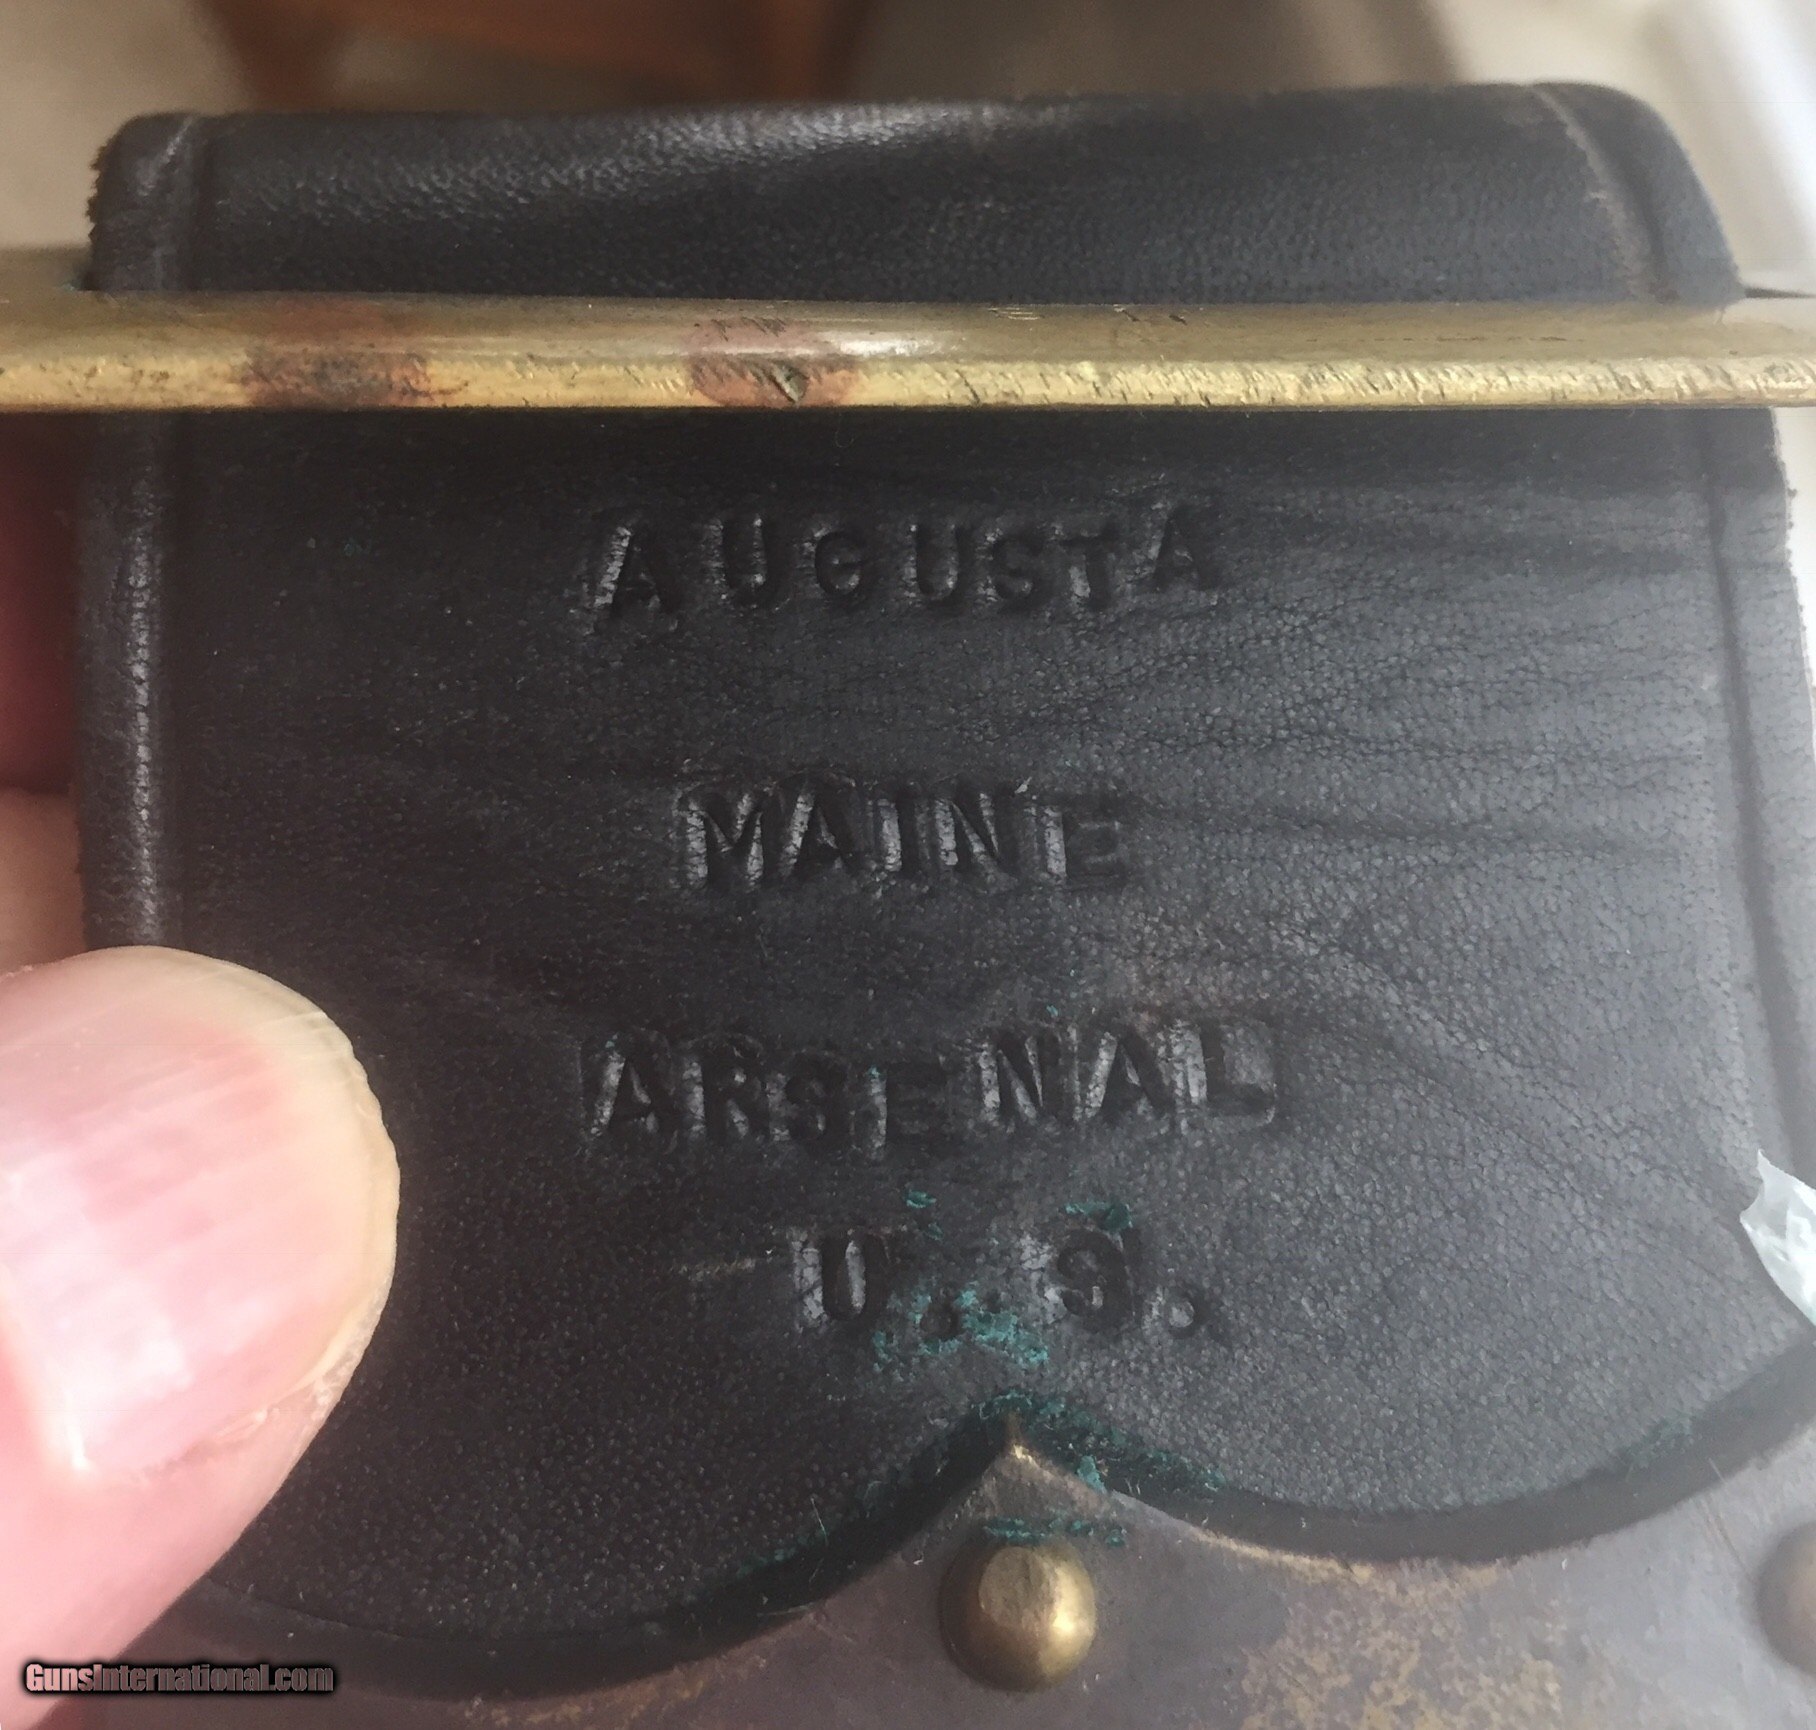 AUGUSTA
MAINE
ARSENAL
U.S.
GunsInternational.com